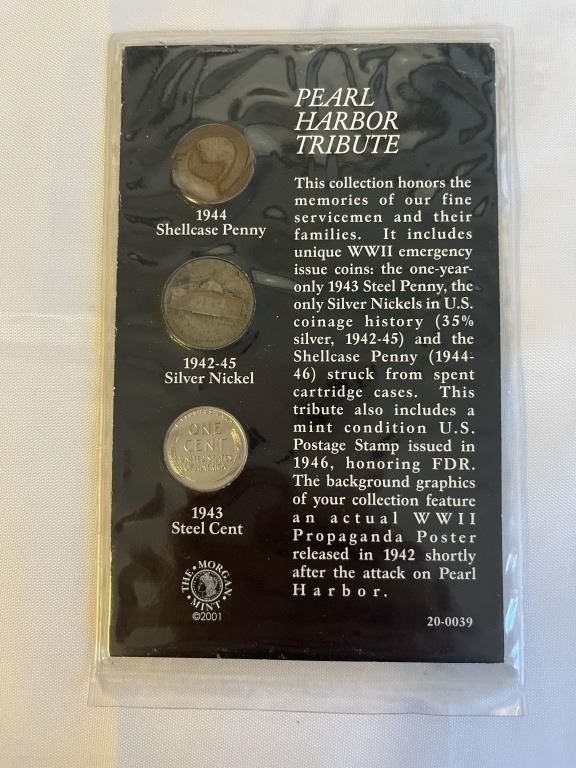 PEARL
HARBOR
TRIBUTE
This collection honors the
memories of our fine
servicemen and their
families. It includes
unique WWII emergency
issue coins: the one-year-
only 1943 Steel Penny, the
only Silver Nickels in U.S.
coinage history (35%
silver, 1942-45) and the
Shellcase Penny (1944-
46) struck from spent
cartridge cases. This
tribute also includes a
mint condition U.S.
Postage Stamp issued in
1946, honoring FDR.
The background graphics
of your collection feature
an actual WWII
Propaganda Poster
released in 1942 shortly
after the attack on Pearl
Harbor.
20-0039
1944
Shellcase Penny
1942-45
Silver Nickel
ONE
CENT
UNITED STATES
OF AMERICA
1943
Steel Cent
THE MORGAN
MINT
©2001